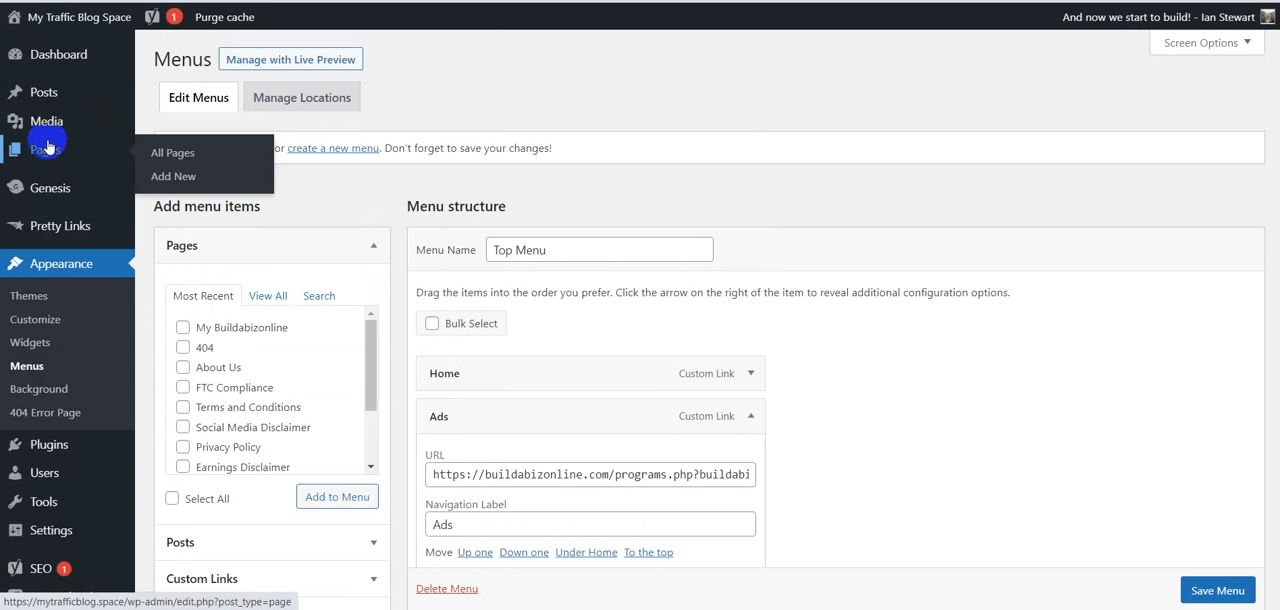 My Traffic Blog Space
1
Purge cache
And now we start to build! - Ian Stewart
Screen Options
Dashboard
Posts
Media
Pages
All Pages
Add New
Genesis
Pretty Links
Appearance
Themes
Customize
Widgets
Menus
Background
404 Error Page
Plugins
Users
Tools
Settings
SEO 1
Menus
Manage with Live Preview
Edit Menus
Manage Locations
or create a new menu. Don't forget to save your changes!
Add menu items
Pages
Most Recent
View All
Search
My Buildabizonline
404
About Us
FTC Compliance
Terms and Conditions
Social Media Disclaimer
Privacy Policy
Earnings Disclaimer
Select All
Add to Menu
Posts
Custom Links
Menu structure
Menu Name
Top Menu
Drag the items into the order you prefer. Click the arrow on the right of the item to reveal additional configuration options.
Bulk Select
Home
Custom Link
Ads
Custom Link
URL
https://buildabizonline.com/programs.php?buildabi
Navigation Label
Ads
Move Up one Down one Under Home To the top
Delete Menu
Save Menu
https://mytrafficblog.space/wp-admin/edit.php?post_type=page